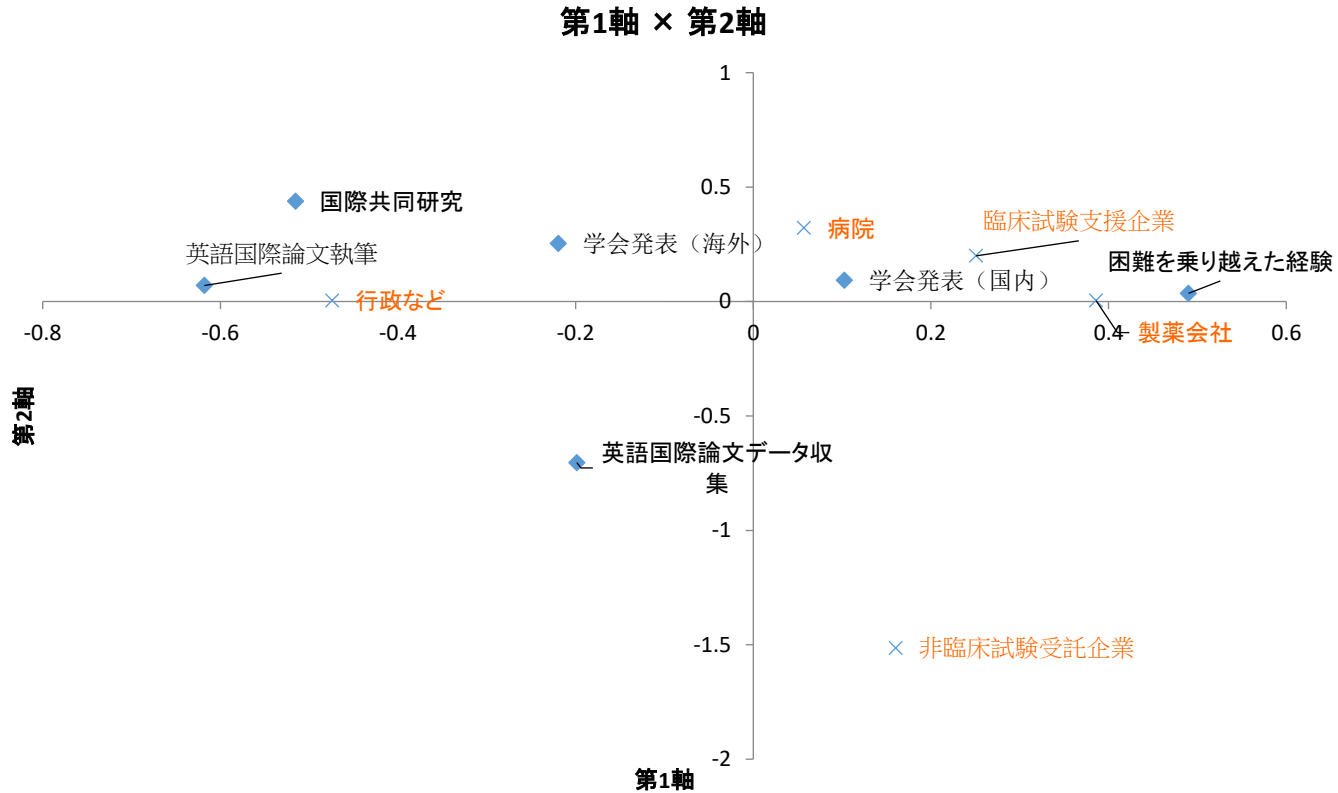 第1軸 × 第2軸
1
0.5
0
-0.5
-1
-1.5
-2
-0.8
-0.6
-0.4
-0.2
0
0.2
0.4
0.6
国際共同研究
英語国際論文執筆
学会発表（海外）
行政など
病院
臨床試験支援企業
学会発表（国内）
困難を乗り越えた経験
製薬会社
英語国際論文データ収
集
非臨床試験受託企業
第2軸
第1軸